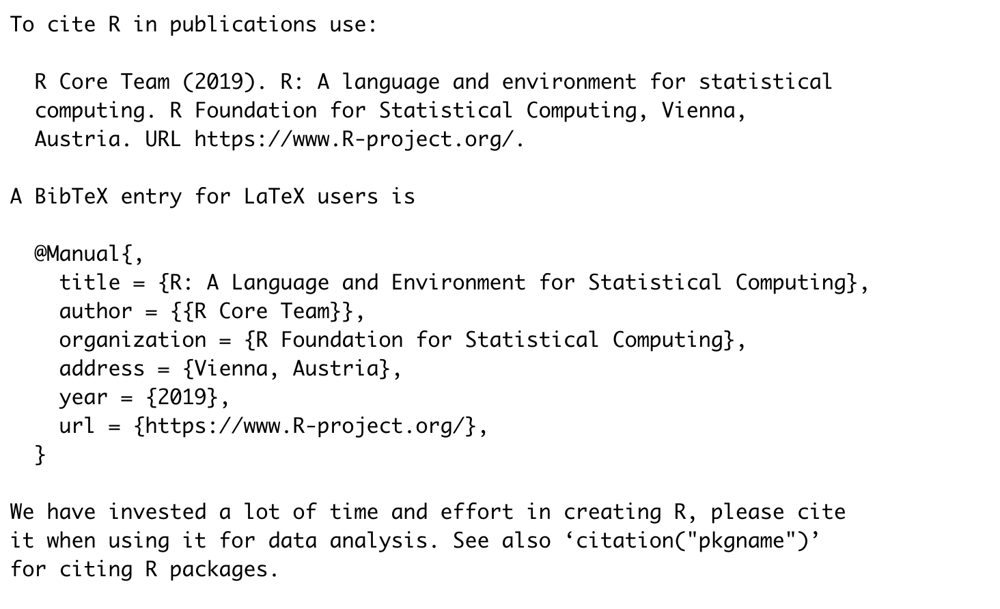 To cite R in publications use:

  R Core Team (2019). R: A language and environment for statistical
  computing. R Foundation for Statistical Computing, Vienna,
  Austria. URL https://www.R-project.org/.

A BibTeX entry for LaTeX users is

  @Manual{,
    title = {R: A Language and Environment for Statistical Computing},
    author = {{R Core Team}},
    organization = {R Foundation for Statistical Computing},
    address = {Vienna, Austria},
    year = {2019},
    url = {https://www.R-project.org/},
  }

We have invested a lot of time and effort in creating R, please cite
it when using it for data analysis. See also ‘citation("pkgname")’
for citing R packages.